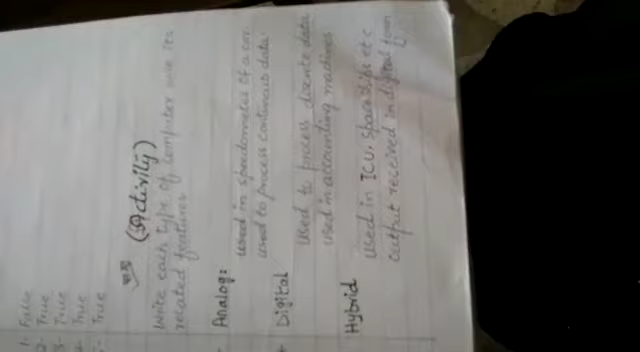 1- False
2- True
3- True
4- True
5- True
(Activity)
Write each type of computer with its
related features
Analog:
used in speedometer of a car.
used to process continuous data
Digital
used to process discrete data
used in accounting machines
Hybrid
used in ICU, spaceships etc
output received in digital form